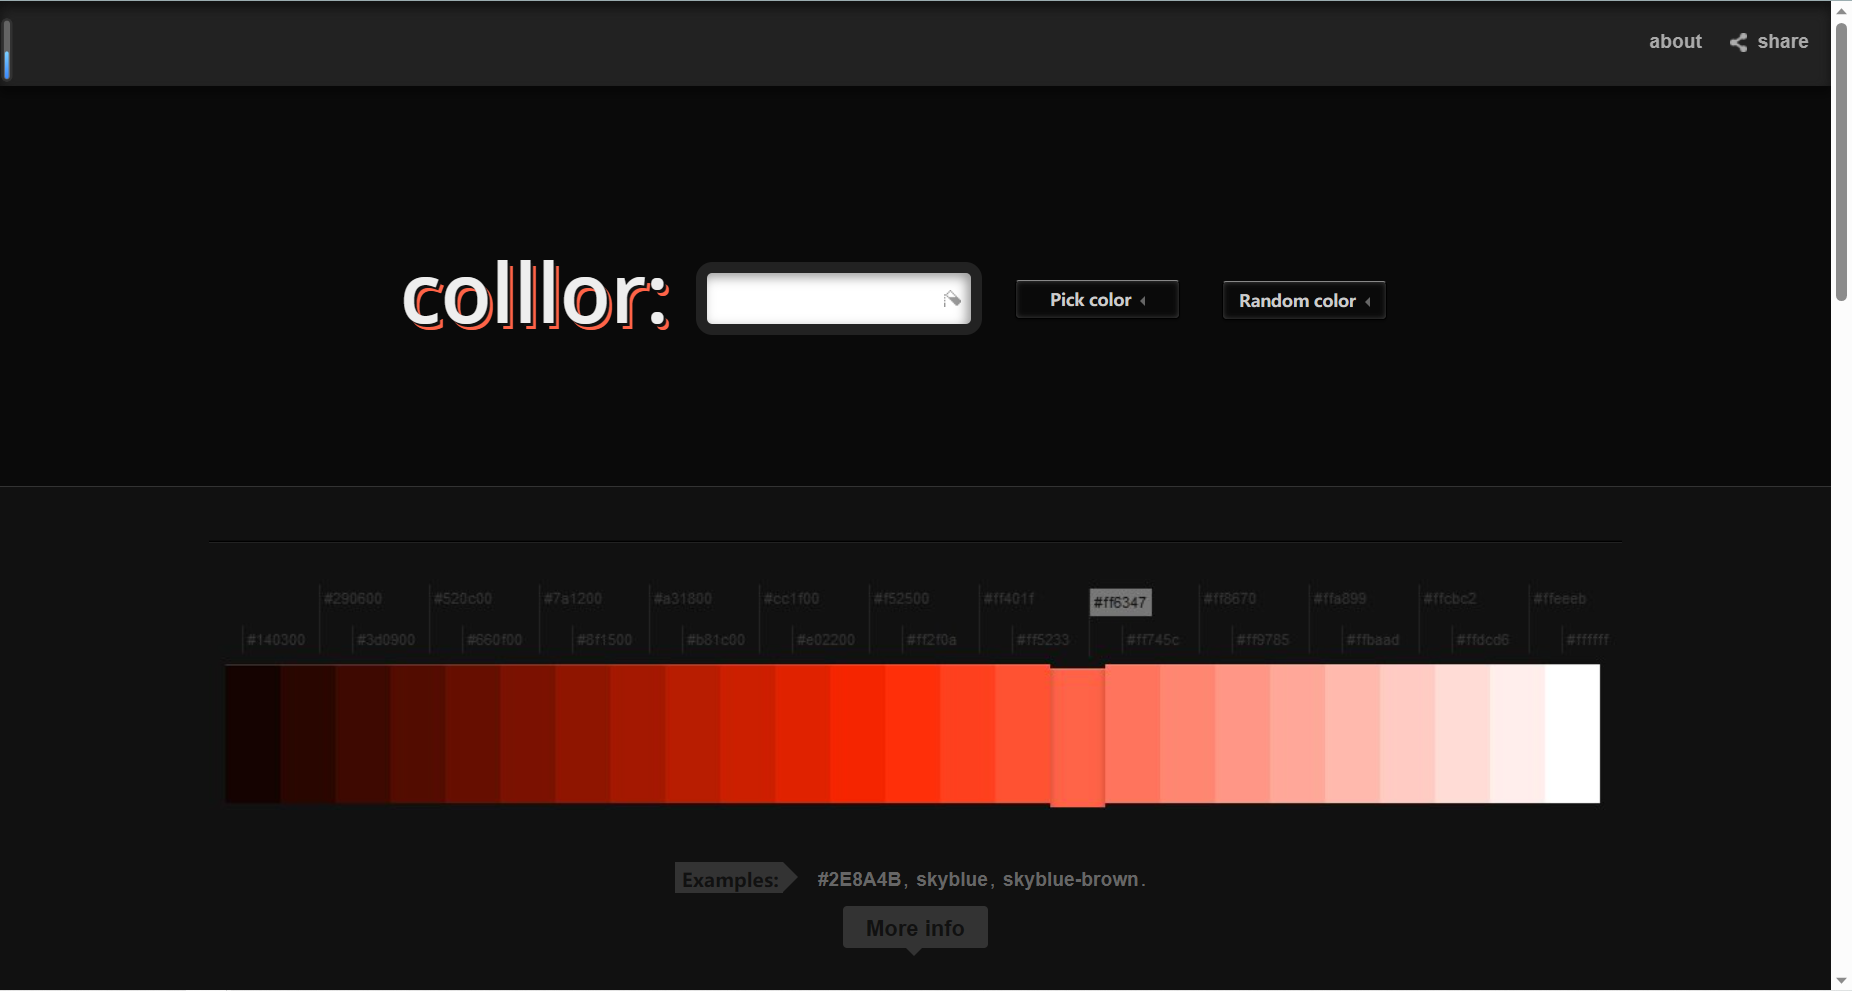 about share
colllor:
Pick color
Random color
#290600 #520c00 #7a1200 #a31800 #cc1f00 #f52500 #ff401f #ff6347 #ff8670 #ffa899 #ffcbc2 #ffeeeb
#140300 #3d0900 #660f00 #8f1500 #b81c00 #e02200 #ff2f0a #ff5233 #ff745c #ff9785 #ffbaad #ffdcd6 #ffffff
Examples: #2E8A4B, skyblue, skyblue-brown.
More info